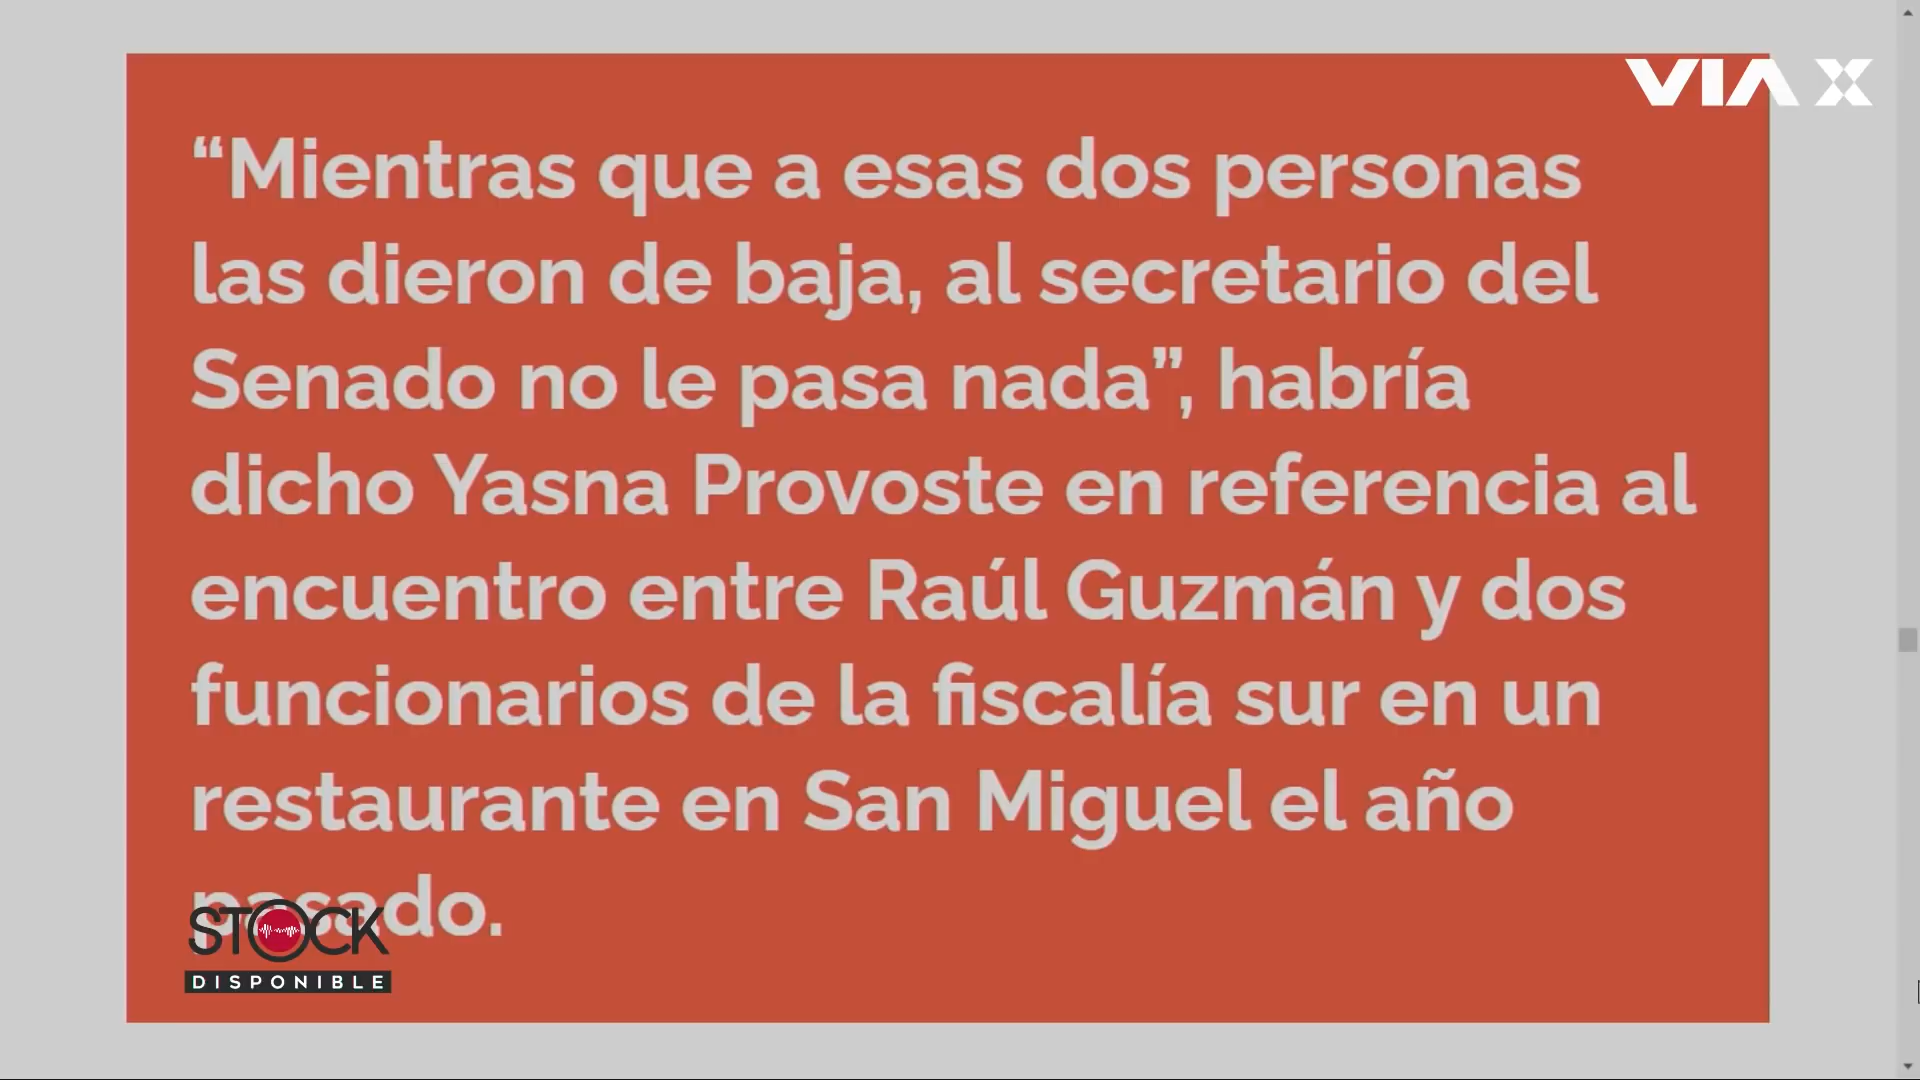 VIA X
“Mientras que a esas dos personas
las dieron de baja, al secretario del
Senado no le pasa nada”, habría
dicho Yasna Provoste en referencia al
encuentro entre Raúl Guzmán y dos
funcionarios de la fiscalía sur en un
restaurante en San Miguel el año
pasado.
STOCK
DISPONIBLE